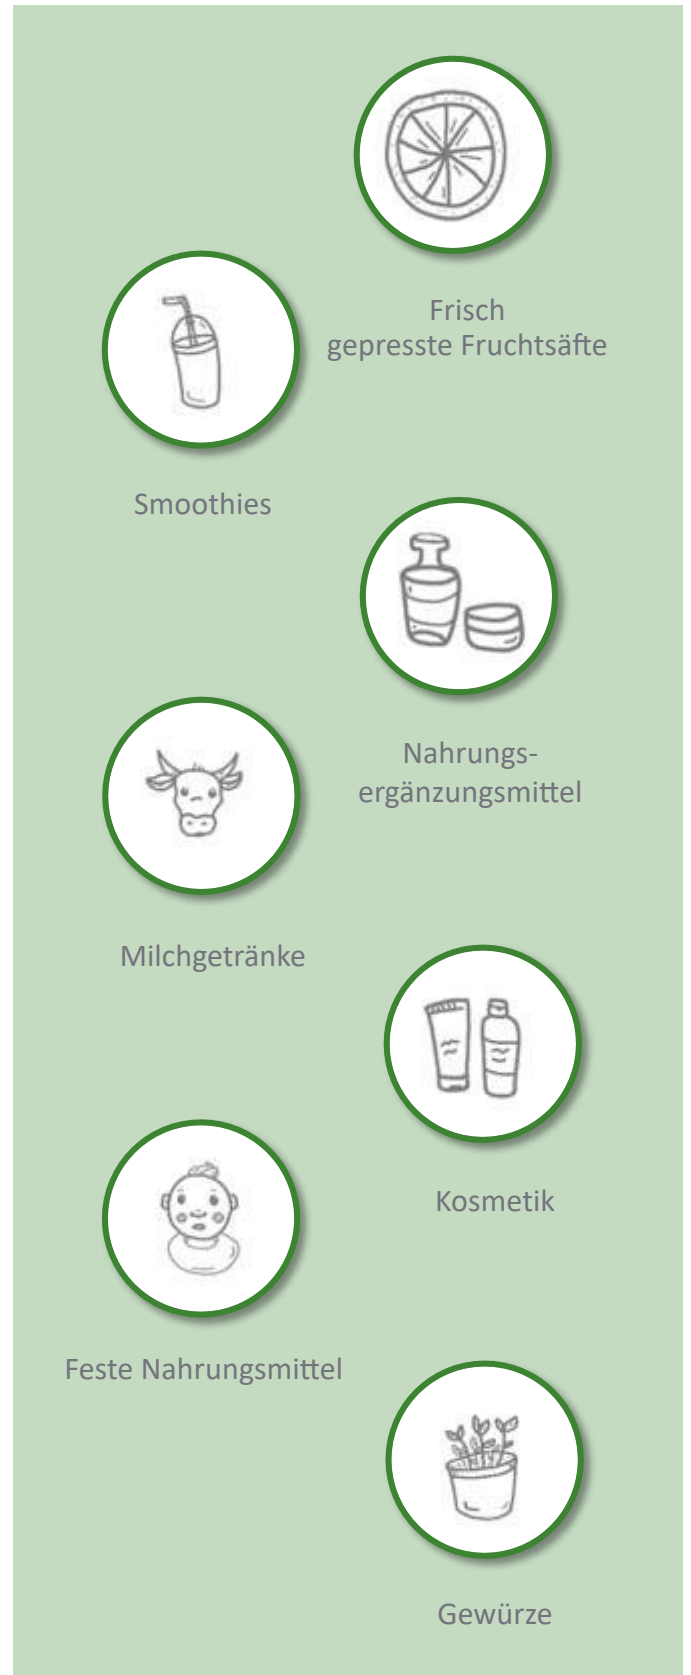 Frisch
gepresste Fruchtsäfte
Smoothies
Nahrungs-
ergänzungsmittel
Milchgetränke
Kosmetik
Feste Nahrungsmittel
Gewürze